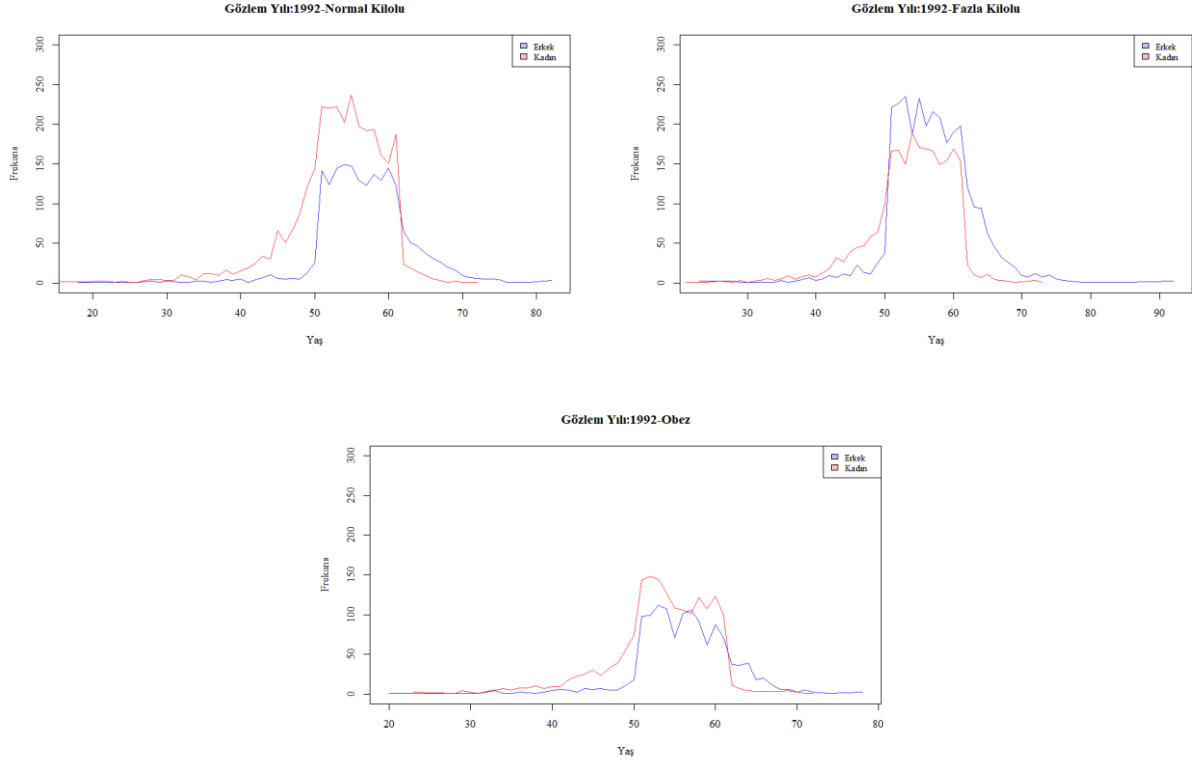 Gözlem Yılı:1992-Normal Kilolu
Erkek
Kadın
300
250
200
150
100
50
0
Frekans
20 30 40 50 60 70 80
Yaş
Gözlem Yılı:1992-Fazla Kilolu
Erkek
Kadın
300
250
200
150
100
50
0
Frekans
30 40 50 60 70 80 90
Yaş
Gözlem Yılı:1992-Obez
Erkek
Kadın
300
250
200
150
100
50
0
Frekans
20 30 40 50 60 70 80
Yaş